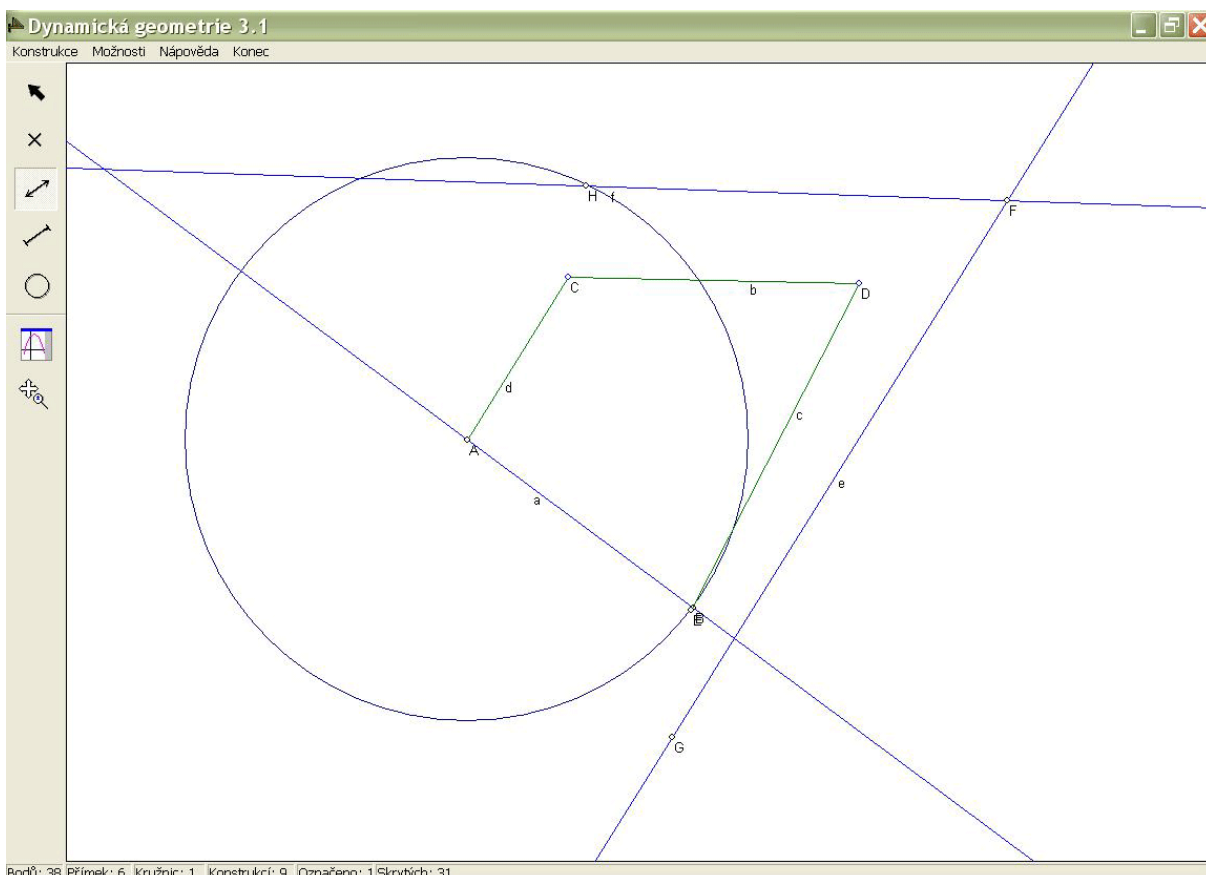 Dynamická geometrie 3.1
Konstrukce Možnosti Nápověda Konec
H f
F
C
b
D
d
c
A
e
a
G
Bodů: 38 Přímek: 6 Kružnic: 1 Konstrukcí: 9 Označeno: 1 Skrytých: 31